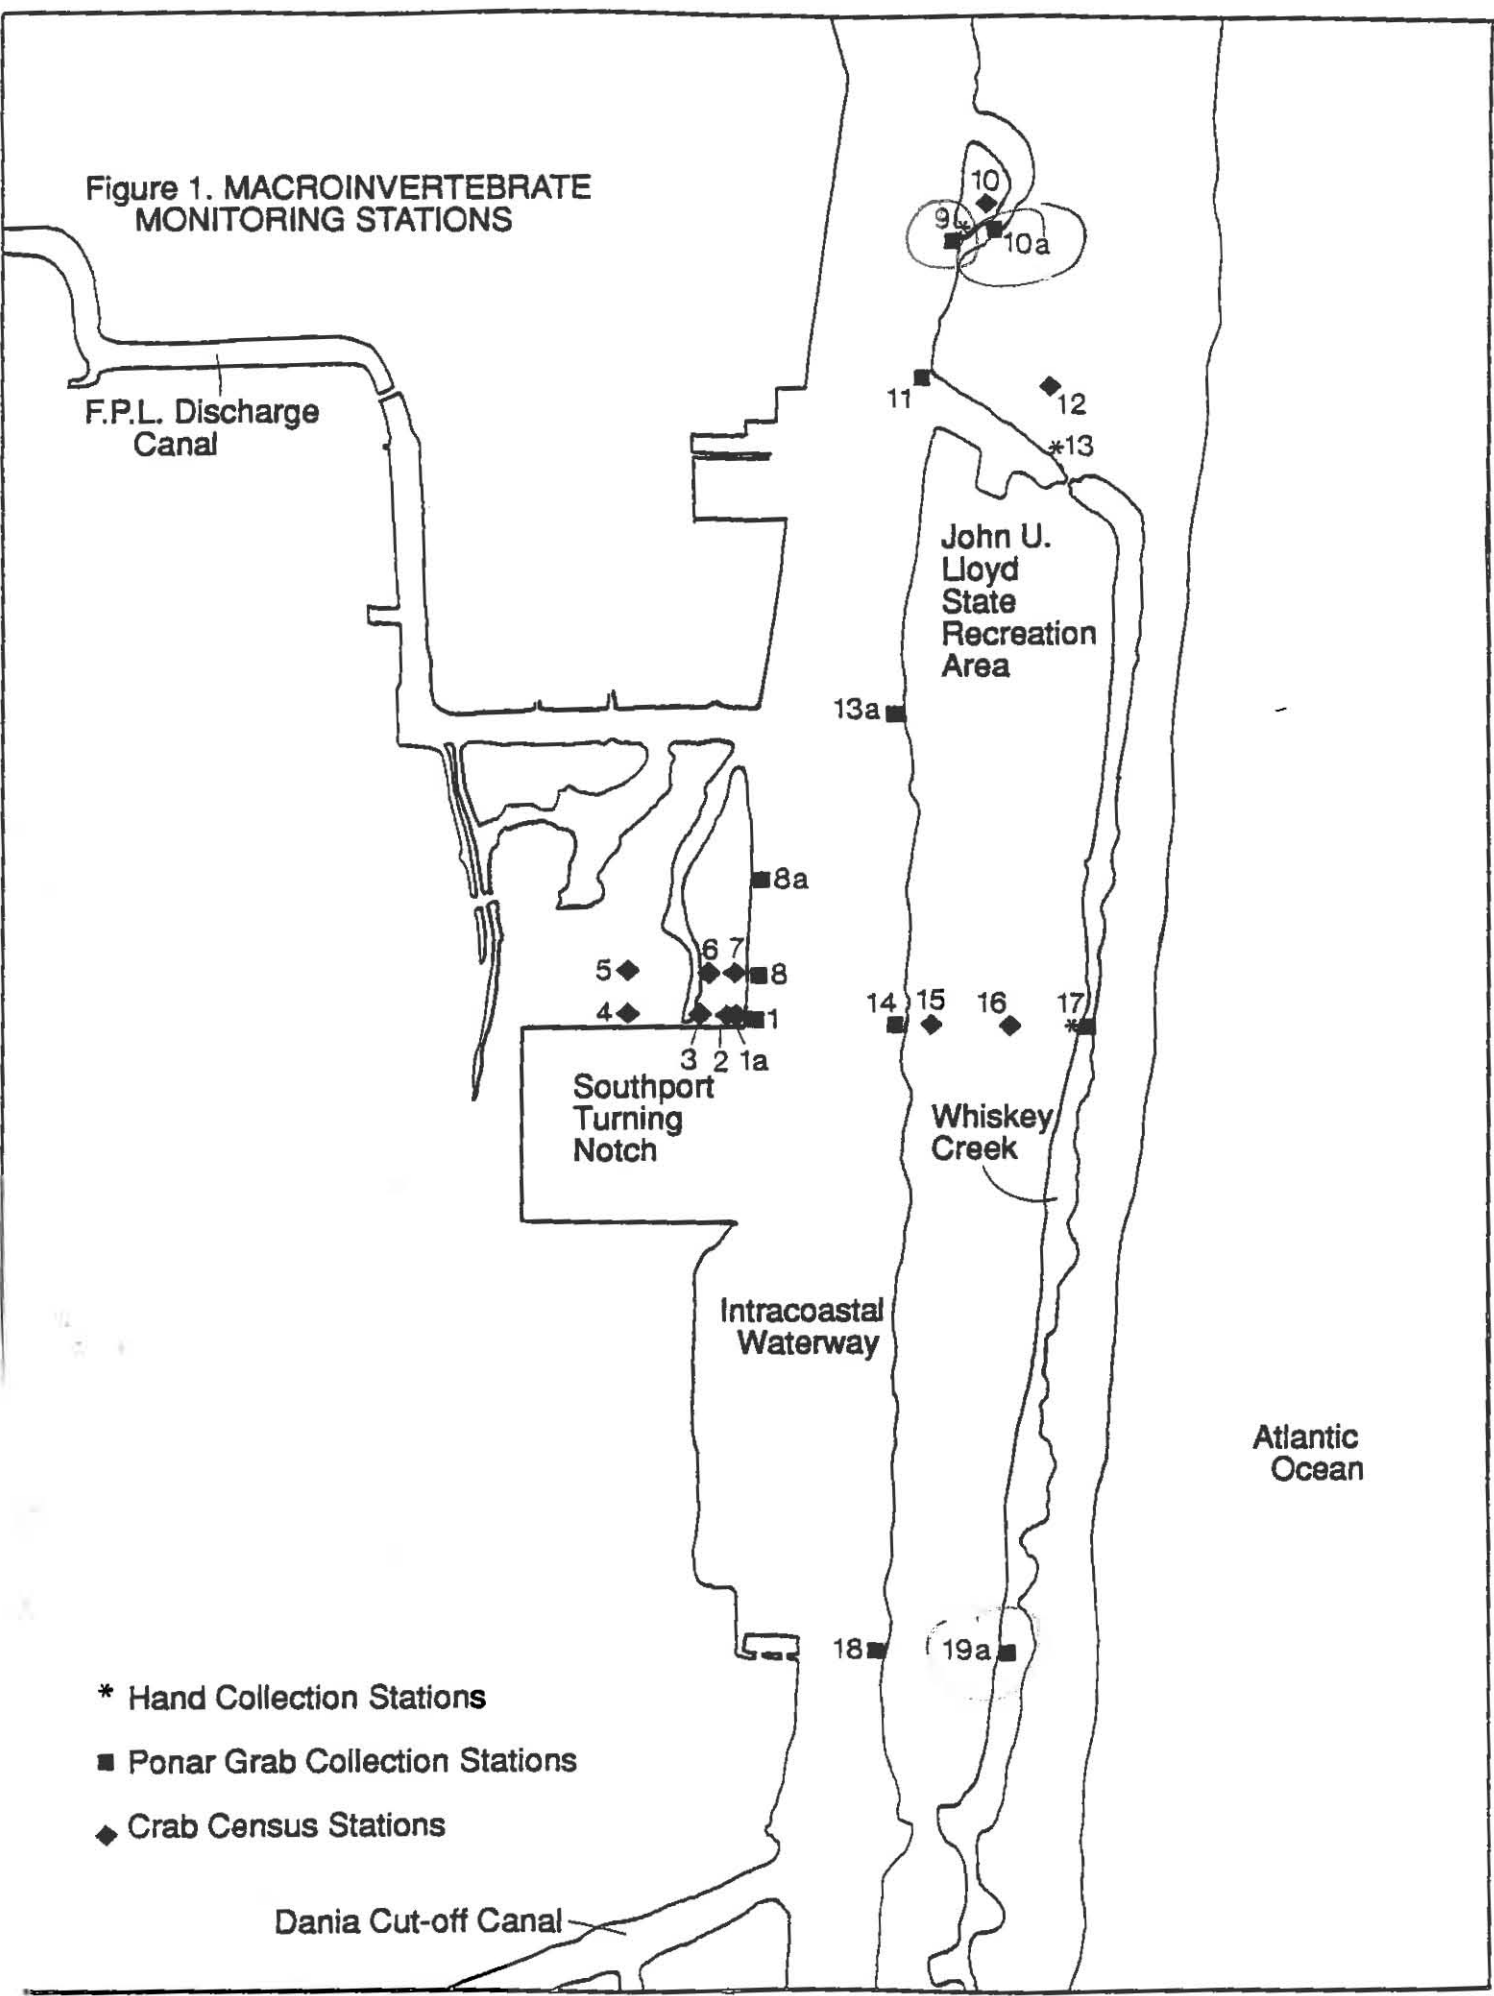 Figure 1. MACROINVERTEBRATE
MONITORING STATIONS
10
9
10a
F.P.L. Discharge
Canal
11
12
*13
John U.
Lloyd
State
Recreation
Area
13a
8a
5
6
7
8
4
1
3
2
1a
14
15
16
17
*
Southport
Turning
Notch
Whiskey
Creek
Intracoastal
Waterway
Atlantic
Ocean
18
19a
* Hand Collection Stations
■ Ponar Grab Collection Stations
◆ Crab Census Stations
Dania Cut-off Canal